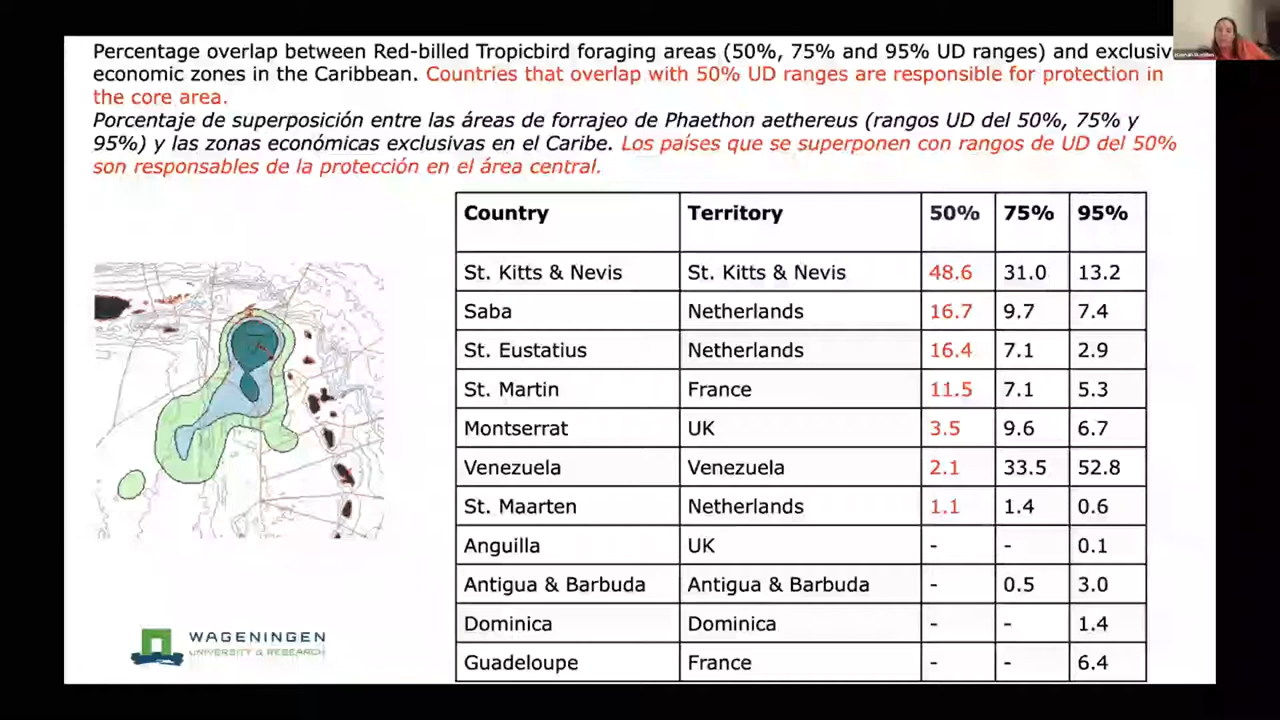 Percentage overlap between Red-billed Tropicbird foraging areas (50%, 75% and 95% UD ranges) and exclusiv
economic zones in the Caribbean. Countries that overlap with 50% UD ranges are responsible for protection in
the core area.
Porcentaje de superposición entre las áreas de forrajeo de Phaethon aethereus (rangos UD del 50%, 75% y
95%) y las zonas económicas exclusivas en el Caribe. Los países que se superponen con rangos de UD del 50%
son responsables de la protección en el área central.
Country Territory 50% 75% 95%
St. Kitts & Nevis St. Kitts & Nevis 48.6 31.0 13.2
Saba Netherlands 16.7 9.7 7.4
St. Eustatius Netherlands 16.4 7.1 2.9
St. Martin France 11.5 7.1 5.3
Montserrat UK 3.5 9.6 6.7
Venezuela Venezuela 2.1 33.5 52.8
St. Maarten Netherlands 1.1 1.4 0.6
Anguilla UK - - 0.1
Antigua & Barbuda Antigua & Barbuda - 0.5 3.0
Dominica Dominica - - 1.4
Guadeloupe France - - 6.4
WAGENINGEN
UNIVERSITY & RESEARCH